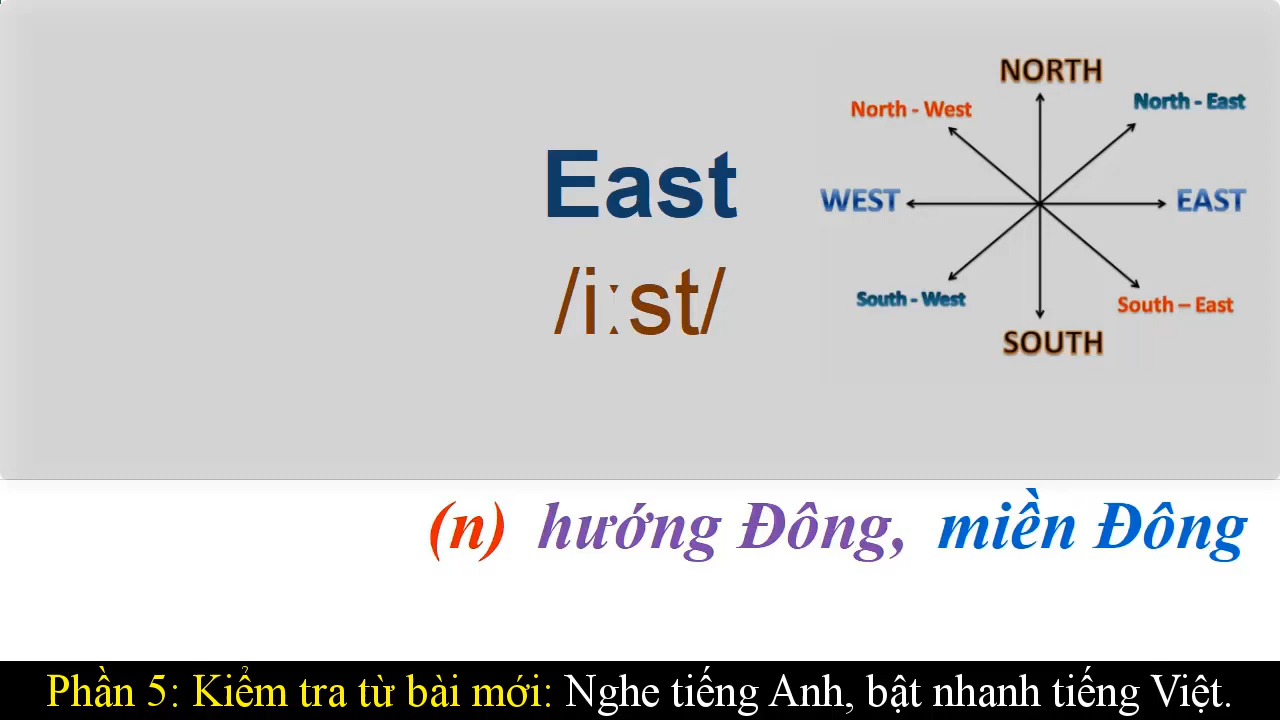 East
/iːst/
NORTH
North - West
North - East
WEST
EAST
South - West
South – East
SOUTH
(n) hướng Đông, miền Đông
Phần 5: Kiểm tra từ bài mới: Nghe tiếng Anh, bật nhanh tiếng Việt.